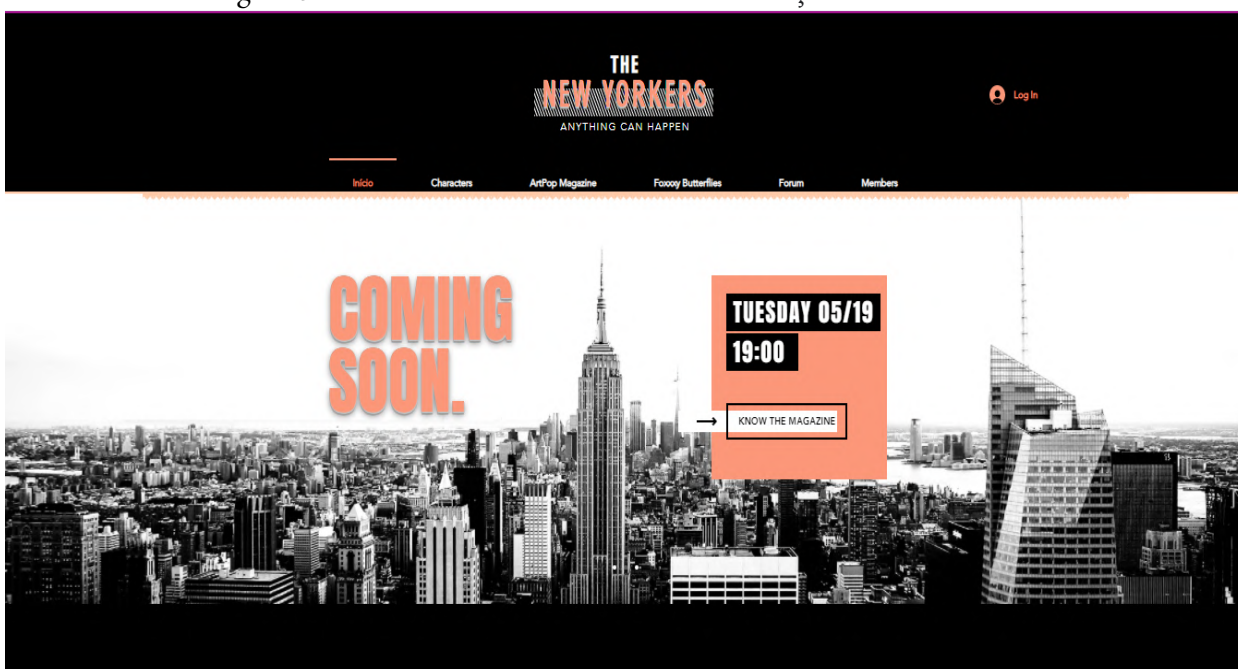 THE
NEW YORKERS
ANYTHING CAN HAPPEN
Log In
Início
Characters
ArtPop Magazine
Foxxxy Butterflies
Forum
Members
COMING
SOON.
TUESDAY 05/19
19:00
→ KNOW THE MAGAZINE